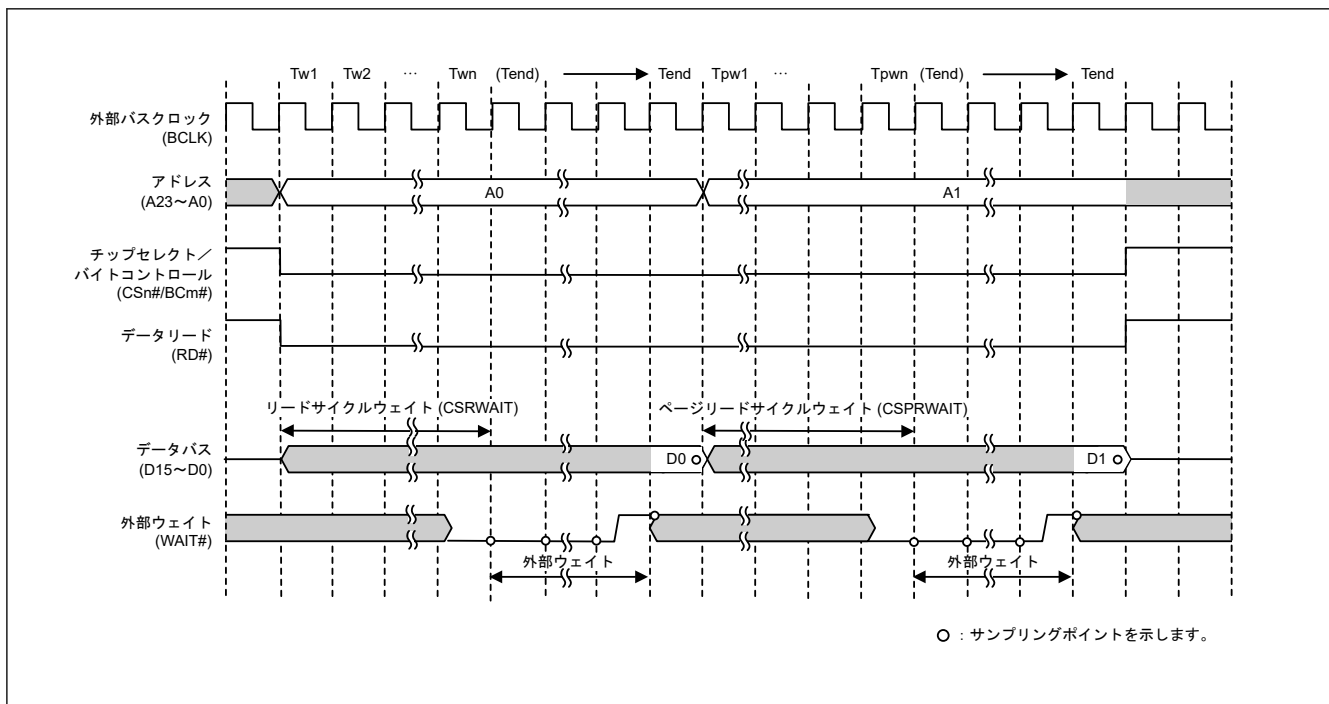 Tw1 Tw2 … Twn (Tend) Tend Tpw1 … Tpwn (Tend) Tend
外部バスクロック
(BCLK)
アドレス
(A23～A0)
A0 A1
チップセレクト／
バイトコントロール
(CSn#/BCm#)
データリード
(RD#)
リードサイクルウェイト (CSRWAIT) ページリードサイクルウェイト (CSPRWAIT)
データバス
(D15～D0)
D0 D1
外部ウェイト
(WAIT#)
外部ウェイト 外部ウェイト
：サンプリングポイントを示します。